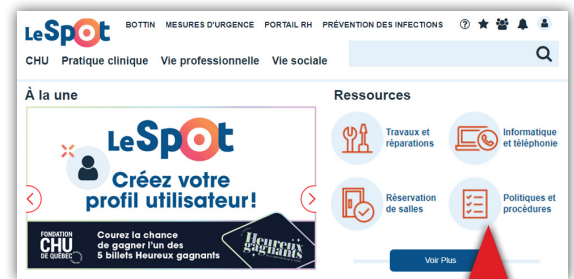 LeSpot
BOTTIN MESURES D'URGENCE PORTAIL RH PRÉVENTION DES INFECTIONS
CHU Pratique clinique Vie professionnelle Vie sociale
À la une
LeSpot
Créez votre
profil utilisateur!
FONDATION
CHU
DE QUÉBEC
Courez la chance
de gagner l'un des
5 billets Heureux gagnants
Heureux
gagnants
Ressources
Travaux et
réparations
Informatique
et téléphonie
Réservation
de salles
Politiques et
procédures
Voir Plus